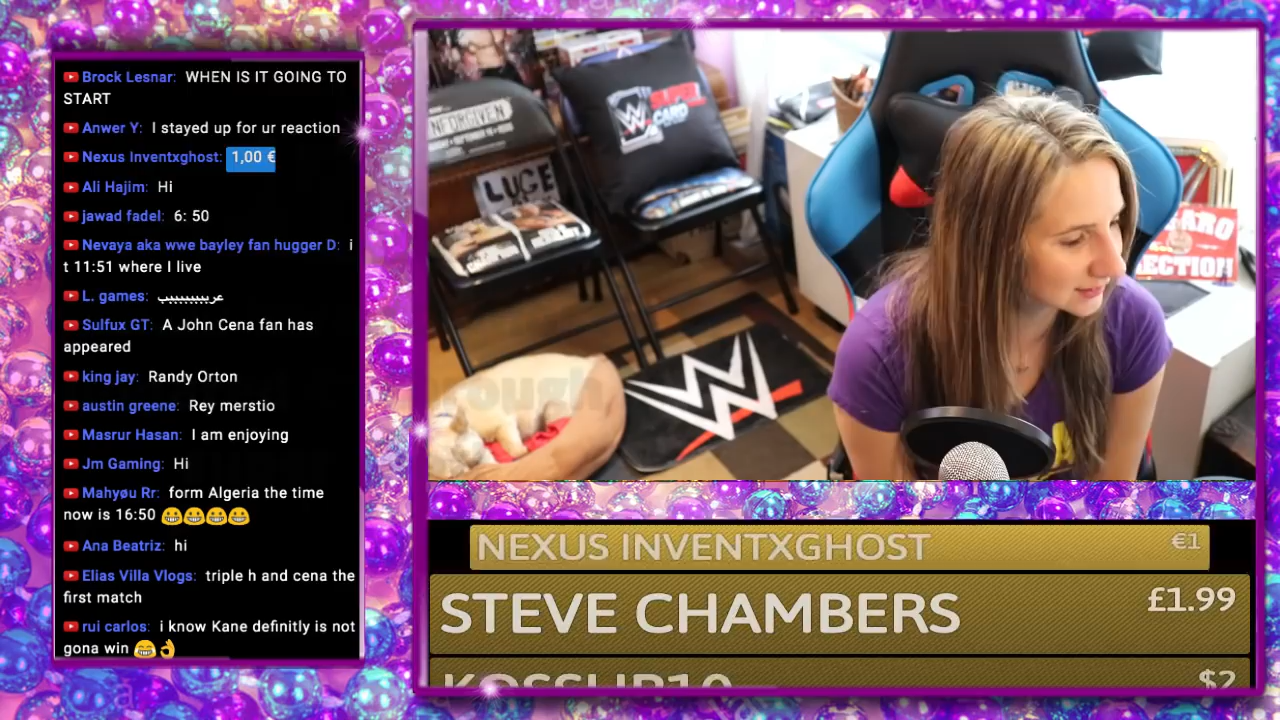 Brock Lesnar: WHEN IS IT GOING TO
START
Anwer Y: I stayed up for ur reaction
Nexus Inventxghost: 1,00 €
Ali Hajim: Hi
jawad fadel: 6: 50
Nevaya aka wwe bayley fan hugger D: i
t 11:51 where I live
L. games: عربيبيبيبيب
Sulfux GT: A John Cena fan has
appeared
king jay: Randy Orton
austin greene: Rey merstio
Masrur Hasan: I am enjoying
Jm Gaming: Hi
Mahyøu Rr: form Algeria the time
now is 16:50 😀😀😀😀
Ana Beatriz: hi
Elias Villa Vlogs: triple h and cena the
first match
rui carlos: i know Kane definitly is not
gona win 😂👌
UNFORGIVEN
W SUPER
CARD
LUGE
W
REACTION
NEXUS INVENTXGHOST €1
STEVE CHAMBERS £1.99
$2